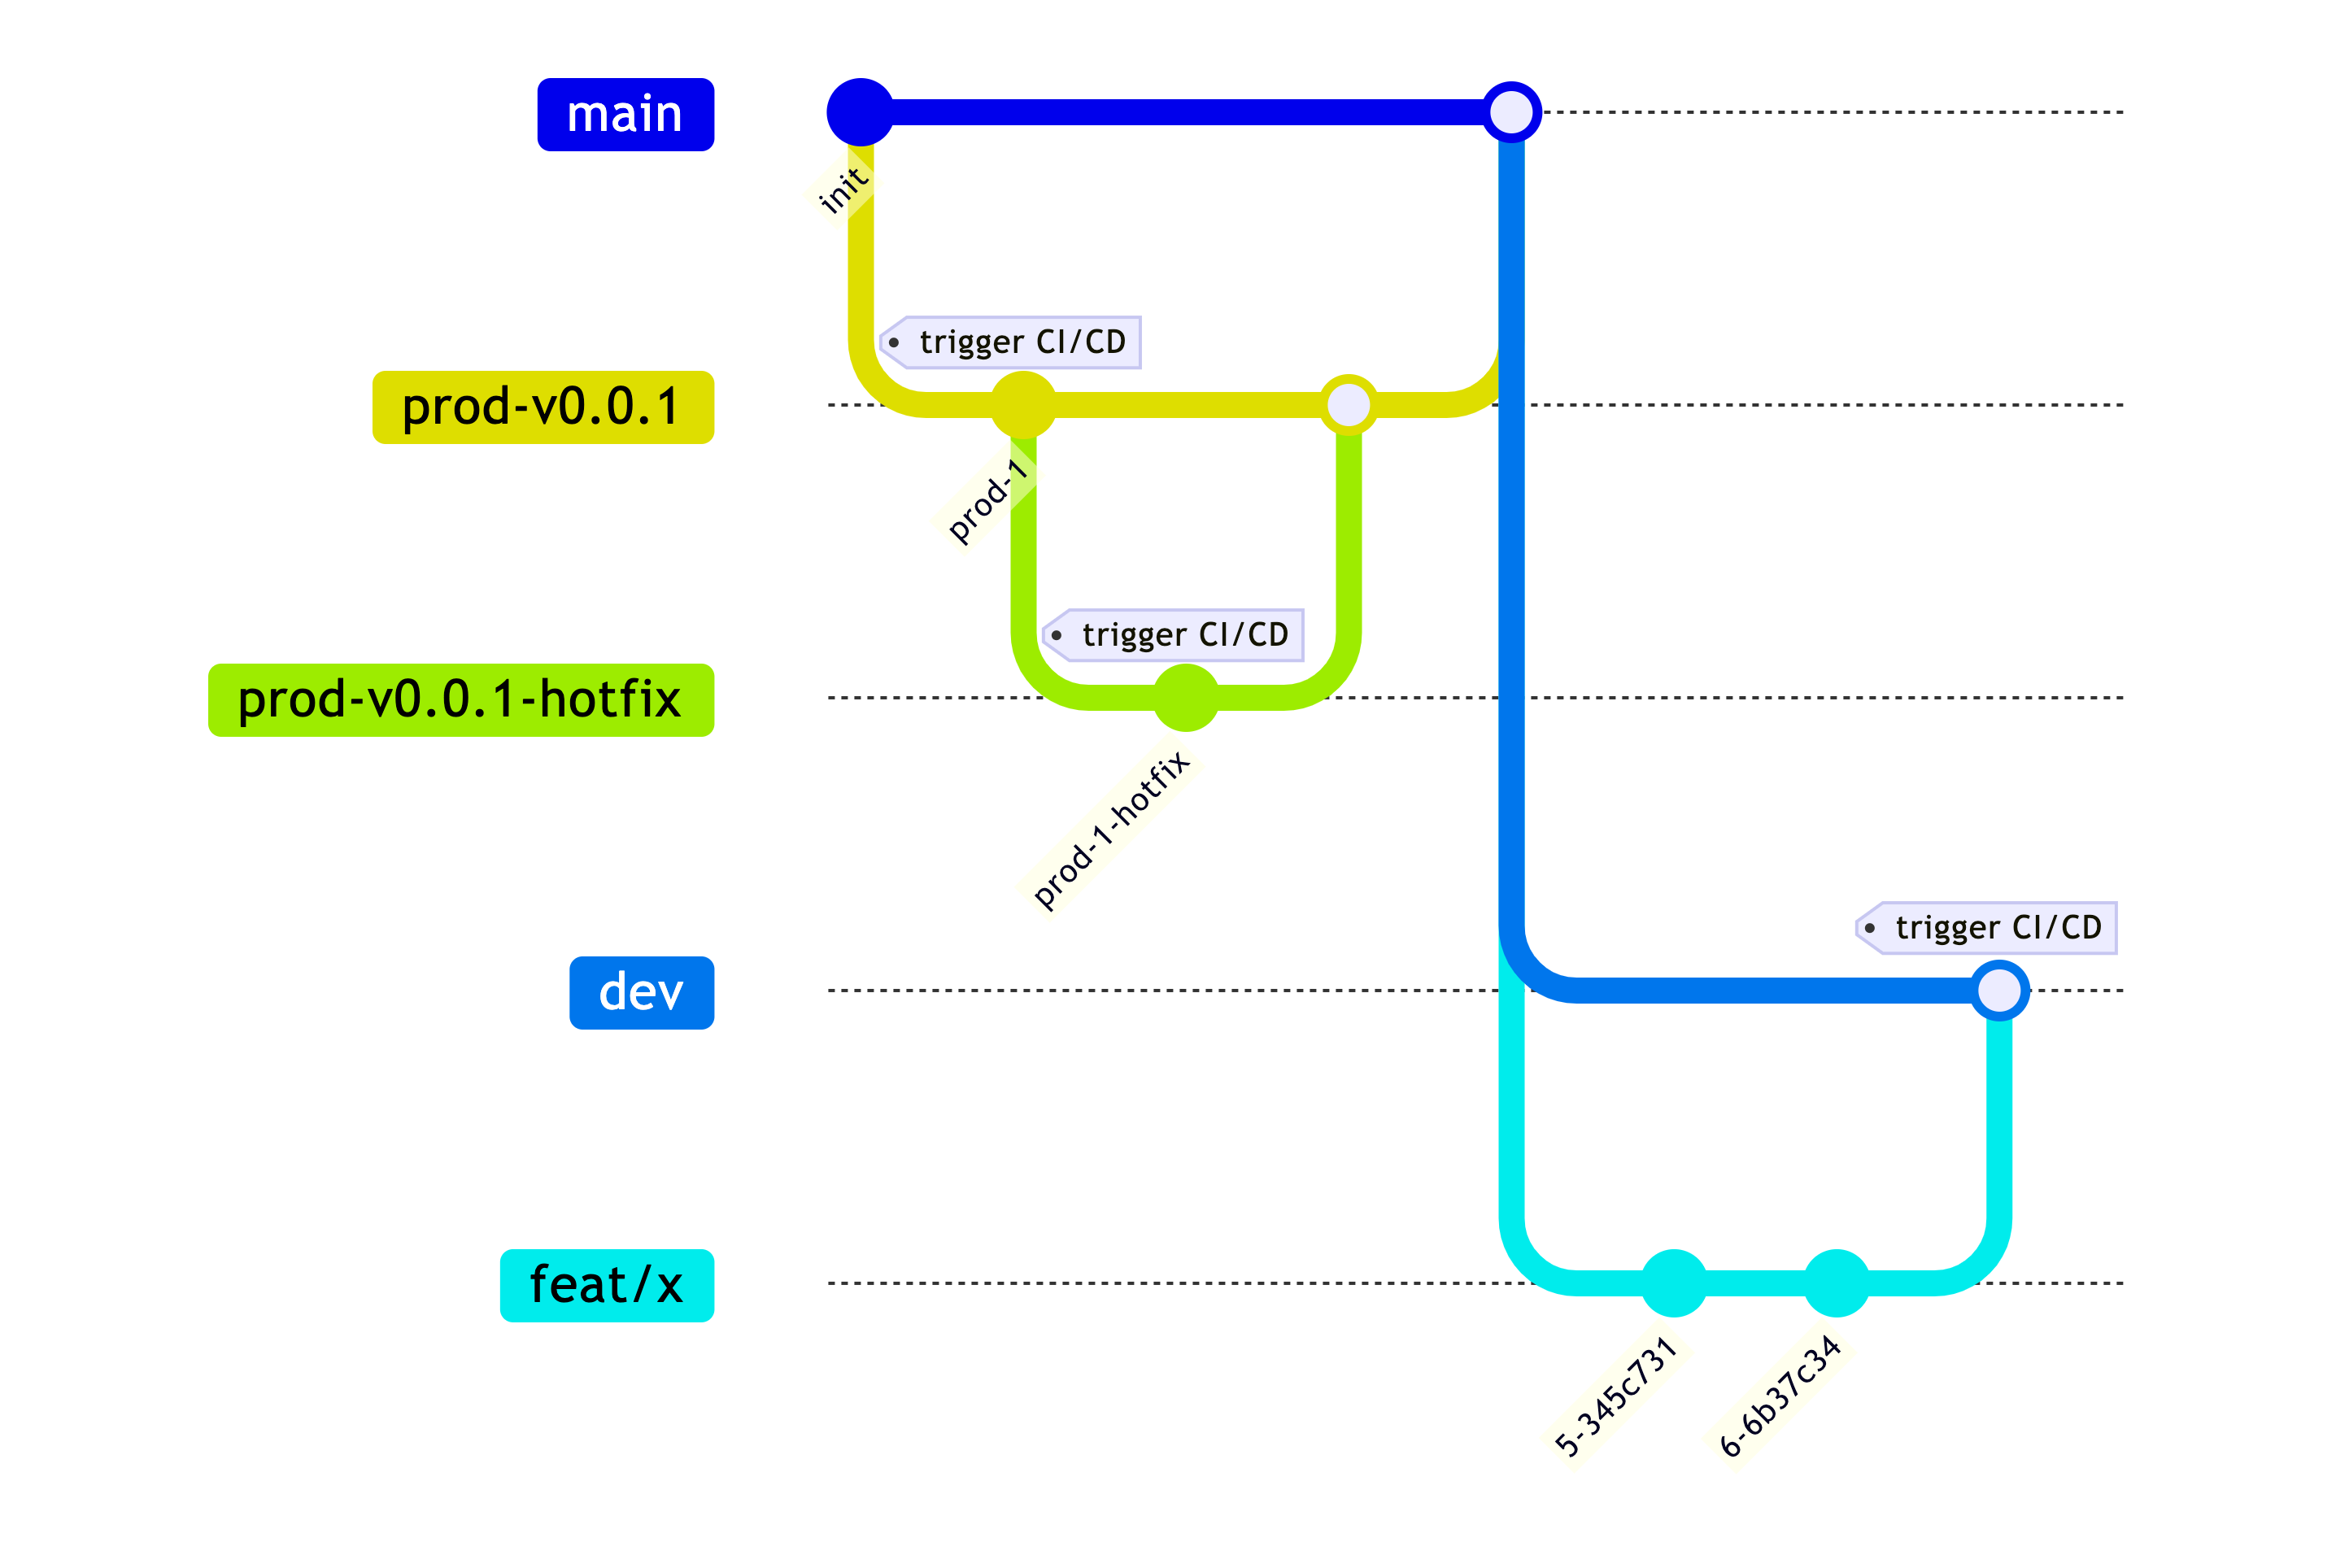 main
init
trigger CI/CD
prod-v0.0.1
prod-1
trigger CI/CD
prod-v0.0.1-hotfix
prod-1-hotfix
trigger CI/CD
dev
feat/x
5-345c731
6-6b37c34